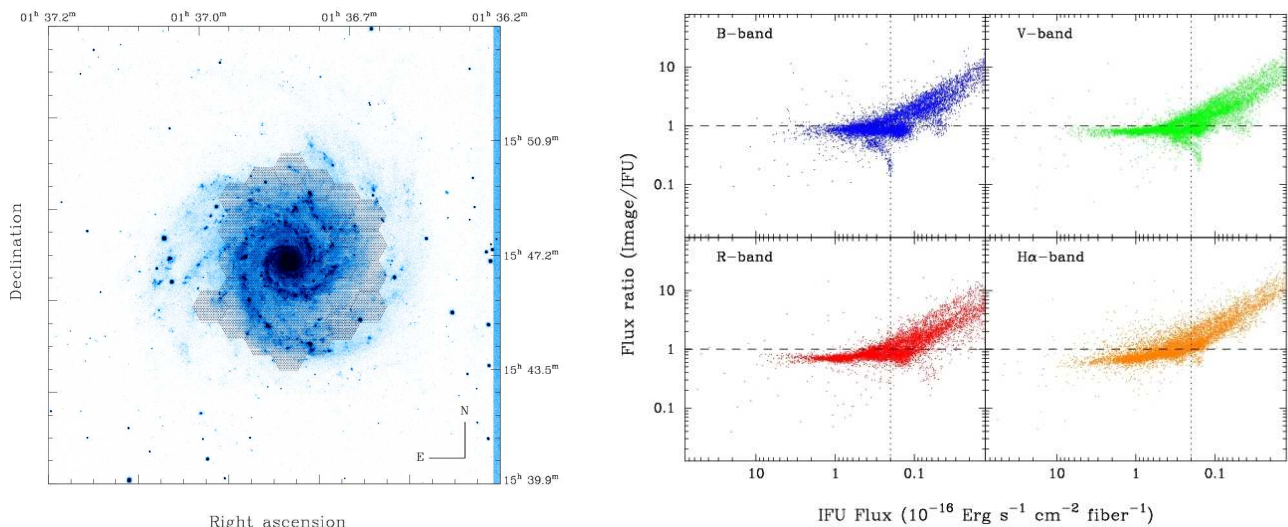 01ʰ 37.2ᵐ 01ʰ 37.0ᵐ 01ʰ 36.7ᵐ 01ʰ 36.2ᵐ
15ʰ 50.9ᵐ
15ʰ 47.2ᵐ
15ʰ 43.5ᵐ
15ʰ 39.9ᵐ
N
E
Declination
Right ascension
B-band
V-band
10
1
0.1
R-band
Hα-band
10
1
0.1
10 1 0.1 10 1 0.1
Flux ratio (Image/IFU)
IFU Flux (10⁻¹⁶ Erg s⁻¹ cm⁻² fiber⁻¹)